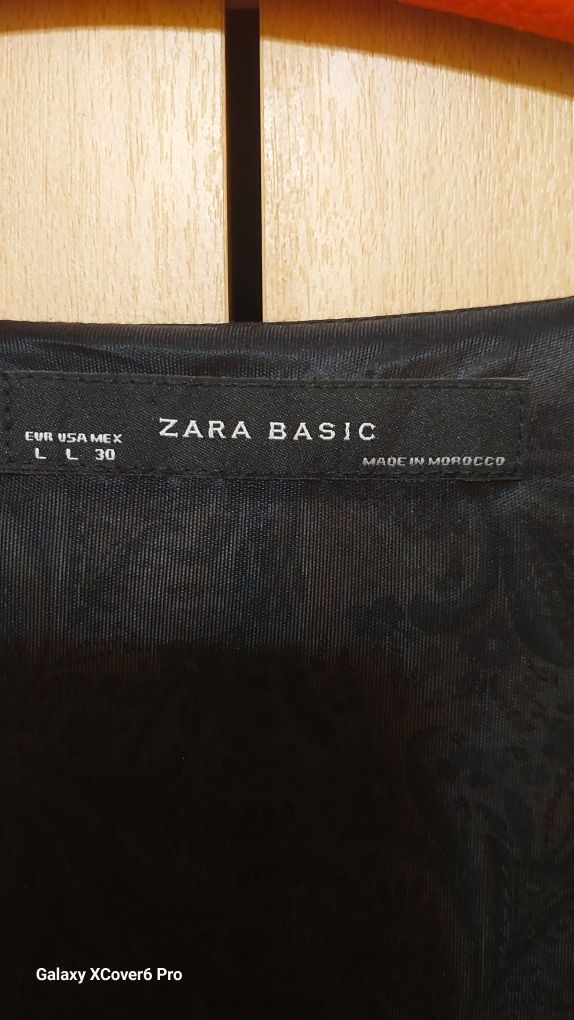 ZARA BASIC
EUR USA MEX
L L 30
MADE IN MOROCCO
Galaxy XCover6 Pro